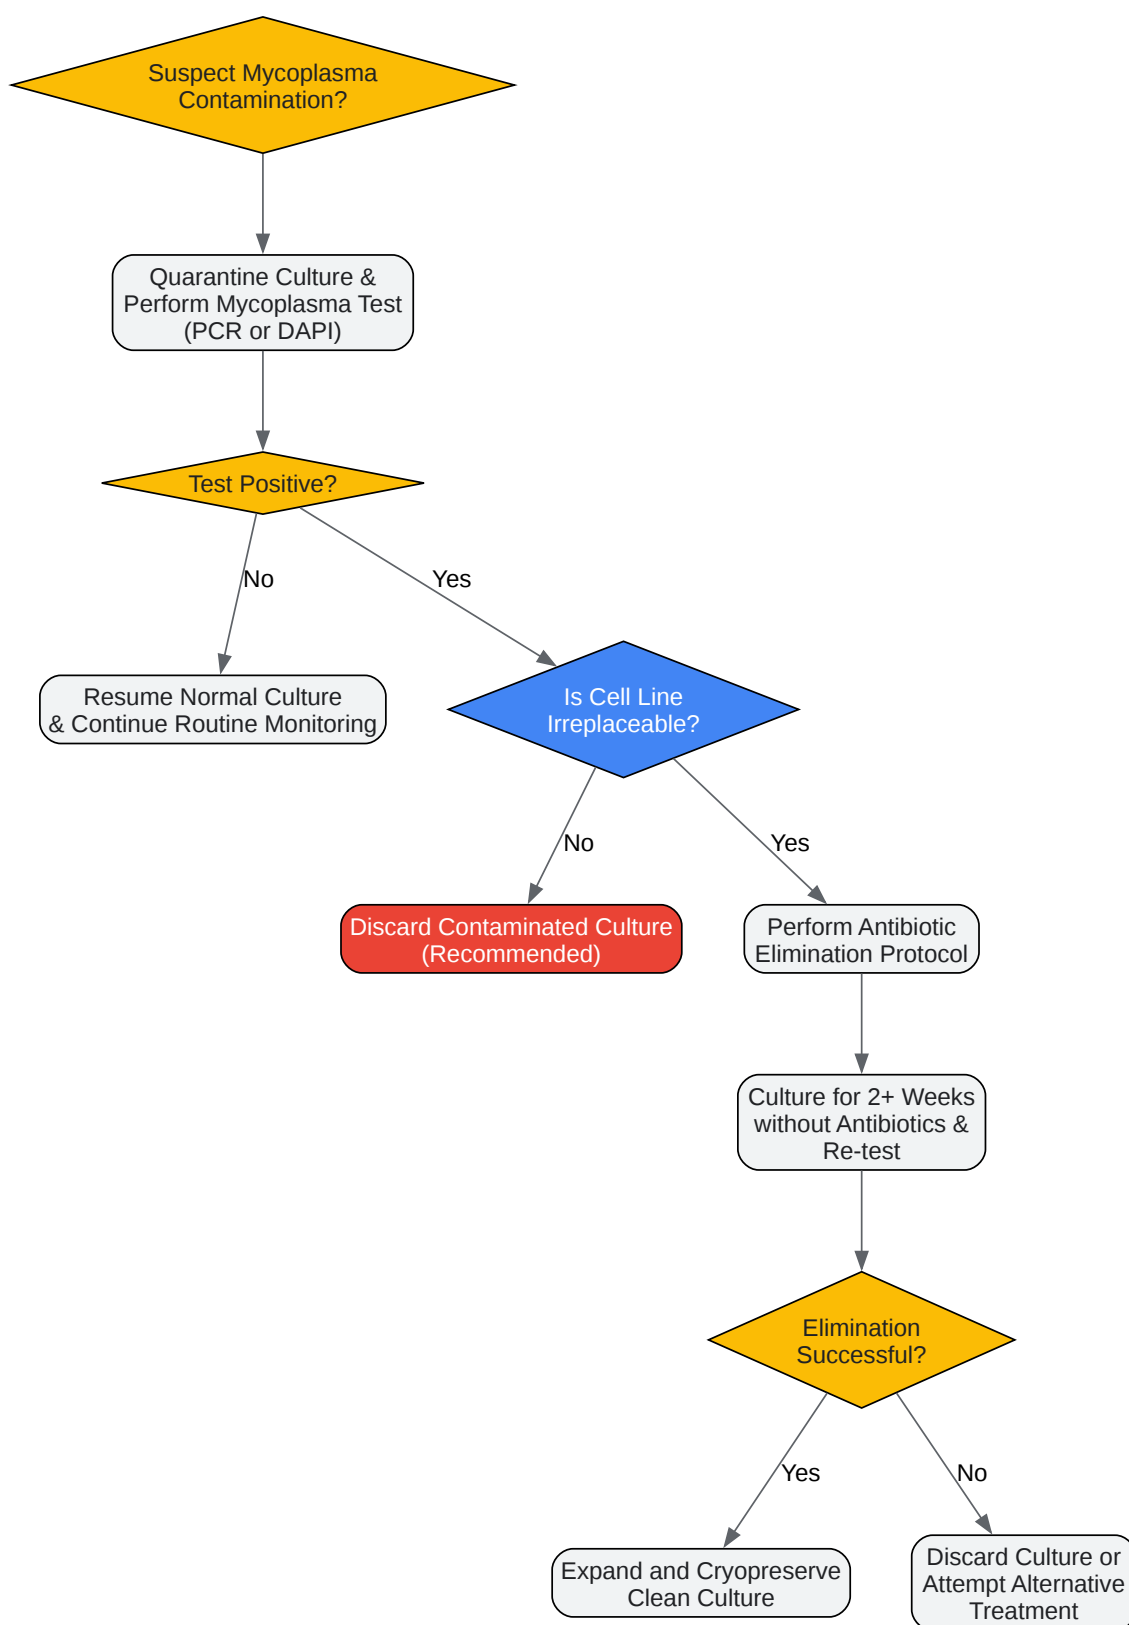 Suspect Mycoplasma
Contamination?
Quarantine Culture &
Perform Mycoplasma Test
(PCR or DAPI)
Test Positive?
No
Yes
Resume Normal Culture
& Continue Routine Monitoring
Is Cell Line
Irreplaceable?
No
Yes
Discard Contaminated Culture
(Recommended)
Perform Antibiotic
Elimination Protocol
Culture for 2+ Weeks
without Antibiotics &
Re-test
Elimination
Successful?
Yes
No
Expand and Cryopreserve
Clean Culture
Discard Culture or
Attempt Alternative
Treatment